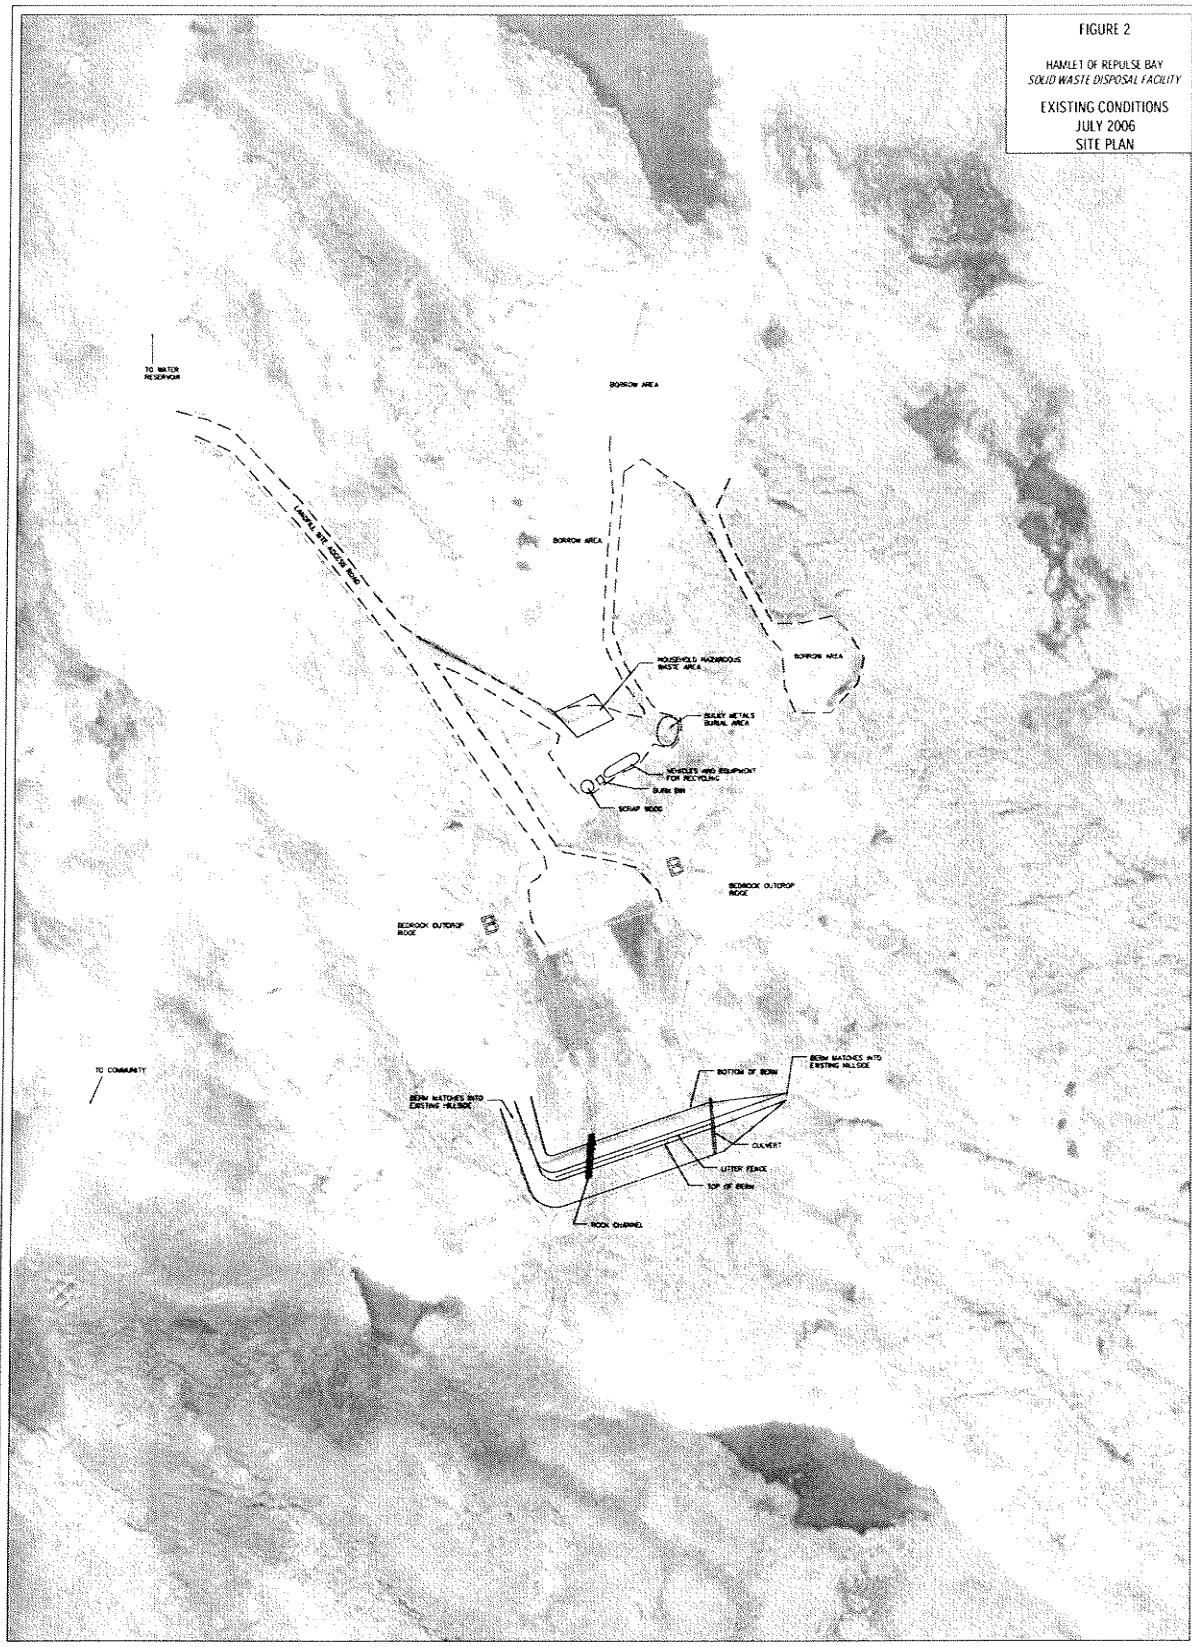 FIGURE 2
HAMLET OF REPULSE BAY
SOLID WASTE DISPOSAL FACILITY
EXISTING CONDITIONS
JULY 2006
SITE PLAN
TO WATER
RESERVOIR
BORROW AREA
LANDFILL SITE ACCESS ROAD
BORROW AREA
HOUSEHOLD HAZARDOUS
WASTE AREA
BORROW AREA
BULKY METALS
BURIAL AREA
VEHICLES AND EQUIPMENT
FOR RECYCLING
BURN BIN
SCRAP WOOD
B
BEDROCK OUTCROP
RIDGE
BEDROCK OUTCROP
RIDGE
B
TO COMMUNITY
BERM MATCHES INTO
EXISTING HILLSIDE
BOTTOM OF BERM
BERM MATCHES INTO
EXISTING HILLSIDE
CULVERT
LITTER FENCE
TOP OF BERM
ROCK CHANNEL